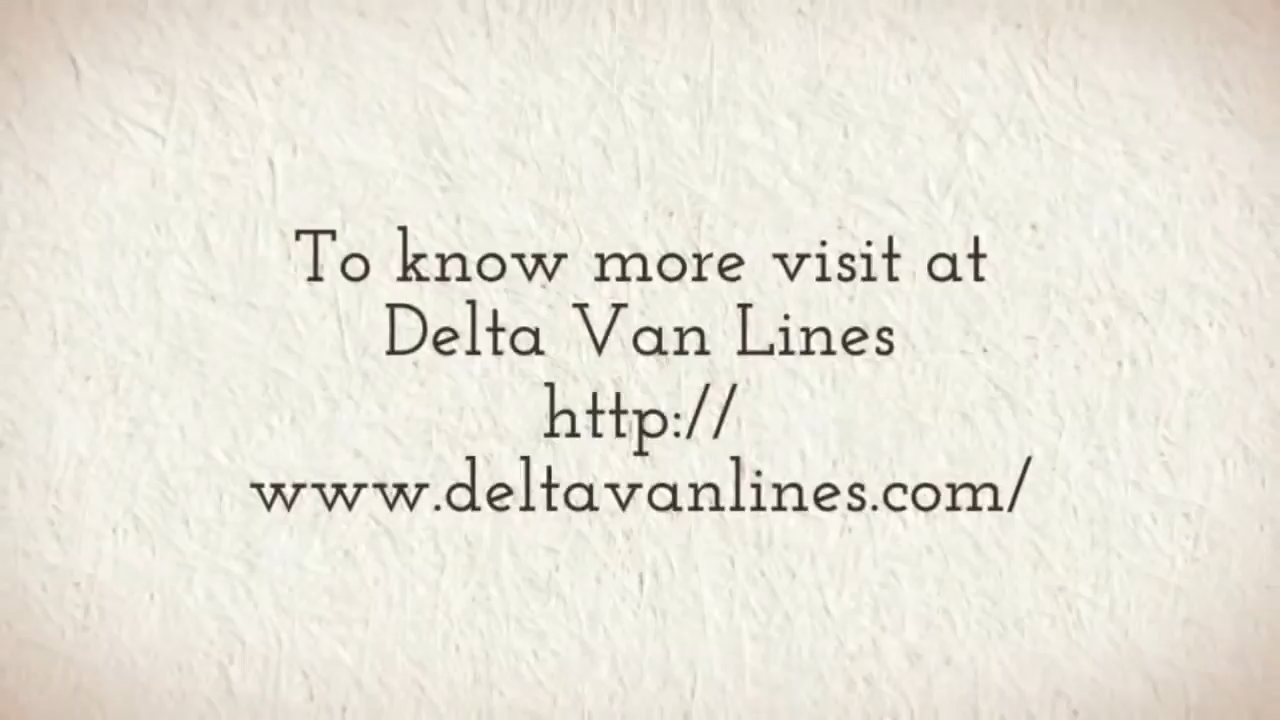 To know more visit at
Delta Van Lines
http://
www.deltavanlines.com/